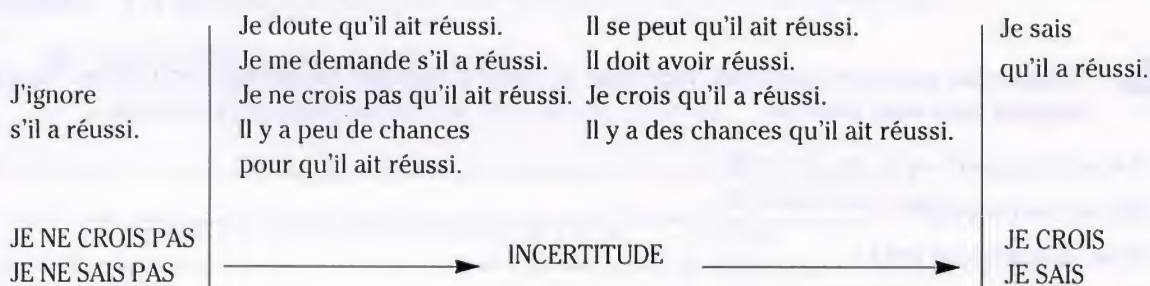 J'ignore
s'il a réussi.
Je doute qu'il ait réussi.
Je me demande s'il a réussi.
Je ne crois pas qu'il ait réussi.
Il y a peu de chances
pour qu'il ait réussi.
Il se peut qu'il ait réussi.
Il doit avoir réussi.
Je crois qu'il a réussi.
Il y a des chances qu'il ait réussi.
Je sais
qu'il a réussi.
JE NE CROIS PAS
JE NE SAIS PAS
INCERTITUDE
JE CROIS
JE SAIS